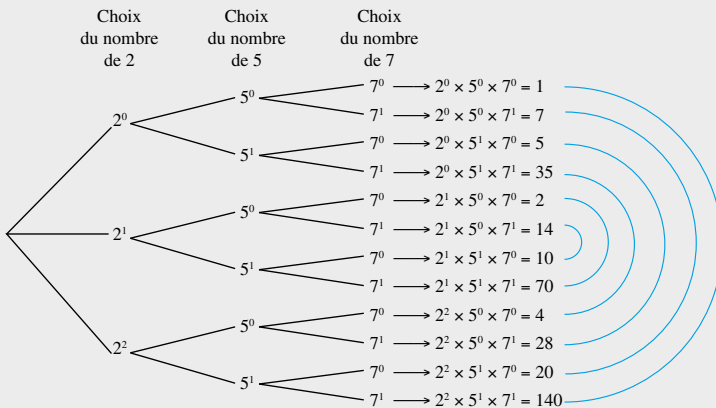 Choix Choix Choix
du nombre du nombre du nombre
de 2 de 5 de 7
7⁰ 2⁰ × 5⁰ × 7⁰ = 1
5⁰
7¹ 2⁰ × 5⁰ × 7¹ = 7
2⁰
7⁰ 2⁰ × 5¹ × 7⁰ = 5
5¹
7¹ 2⁰ × 5¹ × 7¹ = 35
7⁰ 2¹ × 5⁰ × 7⁰ = 2
5⁰
7¹ 2¹ × 5⁰ × 7¹ = 14
2¹
7⁰ 2¹ × 5¹ × 7⁰ = 10
5¹
7¹ 2¹ × 5¹ × 7¹ = 70
7⁰ 2² × 5⁰ × 7⁰ = 4
5⁰
7¹ 2² × 5⁰ × 7¹ = 28
2²
7⁰ 2² × 5¹ × 7⁰ = 20
5¹
7¹ 2² × 5¹ × 7¹ = 140